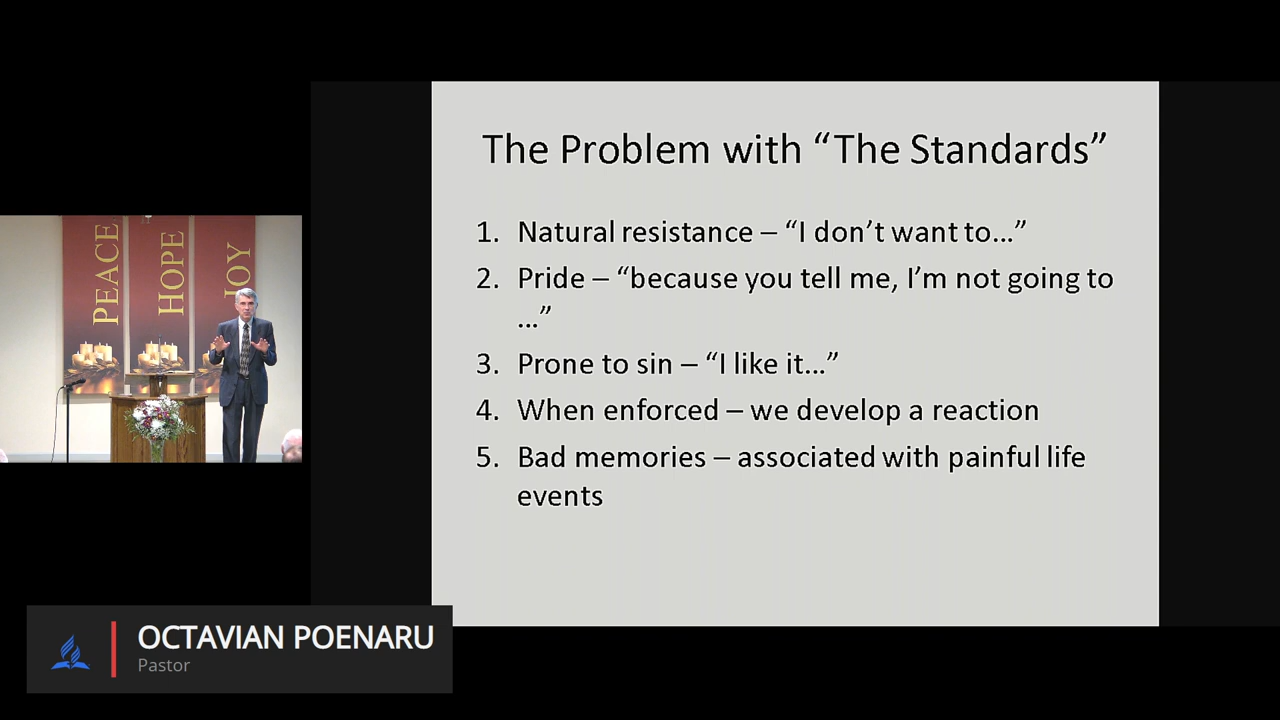 PEACE
HOPE
JOY
The Problem with “The Standards”
1. Natural resistance – “I don’t want to…”
2. Pride – “because you tell me, I’m not going to
…”
3. Prone to sin – “I like it…”
4. When enforced – we develop a reaction
5. Bad memories – associated with painful life
events
OCTAVIAN POENARU
Pastor